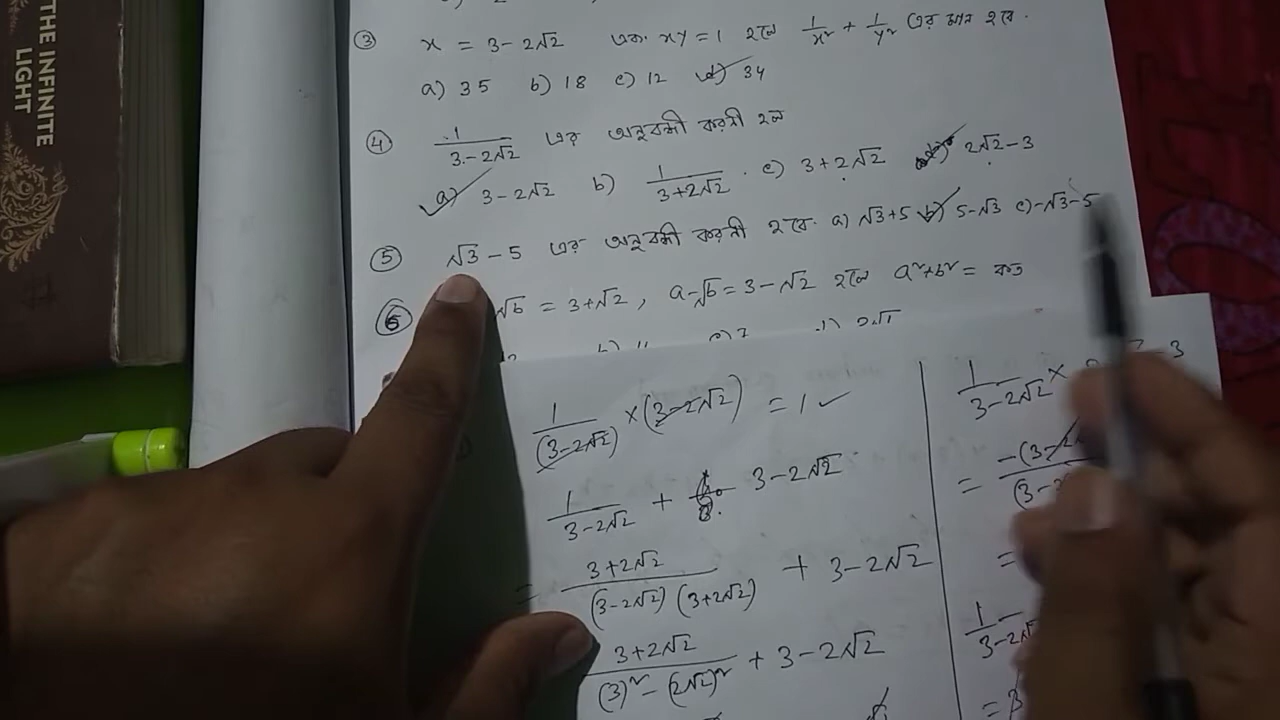 THE INFINITE
LIGHT
③ x = 3-2√2 এবং xy = 1 হলে 1/x² + 1/y² এর মান হবে.
a) 35 b) 18 c) 12 d) 34
④ 1/(3-2√2) এর অনুবন্ধী করণী হল
a) 3-2√2 b) 1/(3+2√2) c) 3+2√2 2√2-3
⑤ √3-5 এর অনুবন্ধী করণী হবে. a) √3+5 b) 5-√3 c) -√3-5
⑥ √b = 3+√2, a-√b = 3-√2 হলে a²+b² = কত
1/(3-2√2) × (3-2√2) = 1 ✓
1/(3-2√2) + 3-2√2
= (3+2√2)/((3-2√2)(3+2√2)) + 3-2√2
(3+2√2)/((3)²-(2√2)²) + 3-2√2
1/(3-2√2) ×
=
=
1/
=